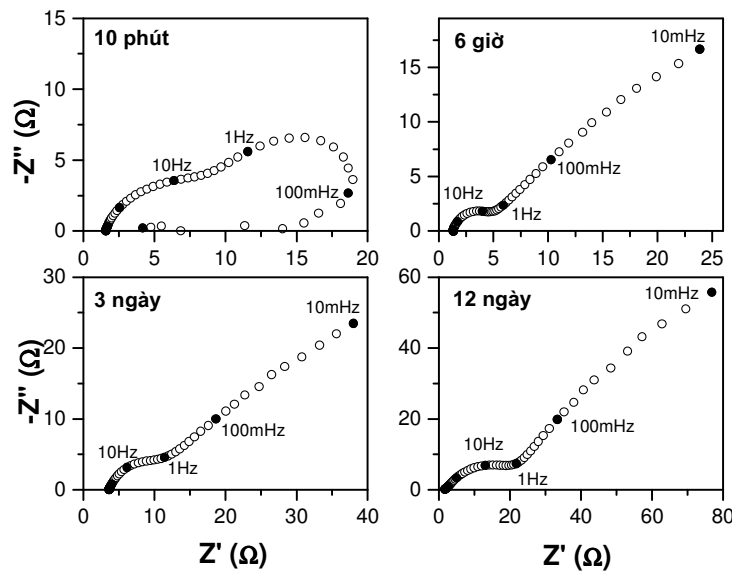 15
10
5
0
0 5 10 15 20
10 phút
10Hz
1Hz
100mHz
15
10
5
0
0 5 10 15 20 25
6 giờ
10mHz
100mHz
10Hz
1Hz
30
20
10
0
0 10 20 30 40
3 ngày
10mHz
100mHz
10Hz
1Hz
60
40
20
0
0 20 40 60 80
12 ngày
10mHz
100mHz
10Hz
1Hz
-Z'' (Ω)
-Z'' (Ω)
Z' (Ω)
Z' (Ω)